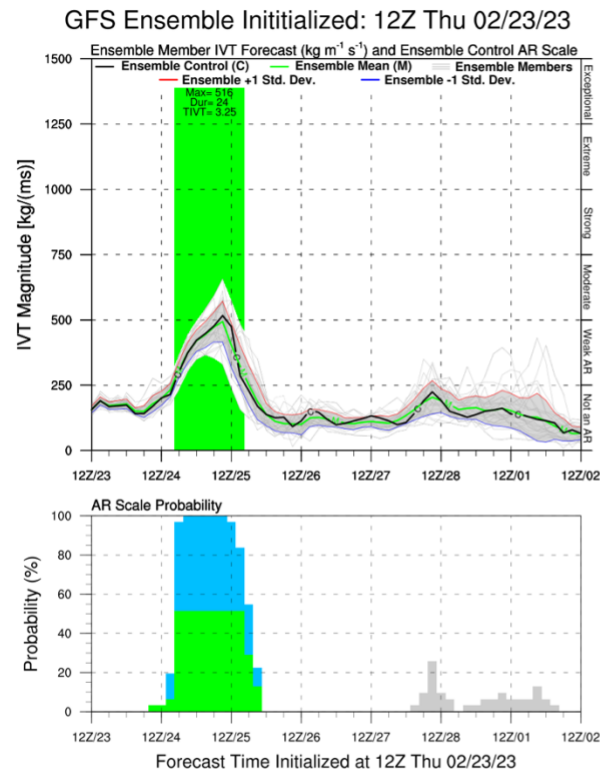 GFS Ensemble Inititialized: 12Z Thu 02/23/23
Ensemble Member IVT Forecast (kg m⁻¹ s⁻¹) and Ensemble Control AR Scale
Ensemble Control (C) Ensemble Mean (M) Ensemble Members
Ensemble +1 Std. Dev. Ensemble -1 Std. Dev.
Max= 516
Dur= 24
TIVT= 3.25
IVT Magnitude [kg/(ms)]
1500
1250
1000
750
500
250
0
Exceptional
Extreme
Strong
Moderate
Weak AR
Not an AR
12Z/23 12Z/24 12Z/25 12Z/26 12Z/27 12Z/28 12Z/01 12Z/02
AR Scale Probability
Probability (%)
100
80
60
40
20
0
12Z/23 12Z/24 12Z/25 12Z/26 12Z/27 12Z/28 12Z/01 12Z/02
Forecast Time Initialized at 12Z Thu 02/23/23